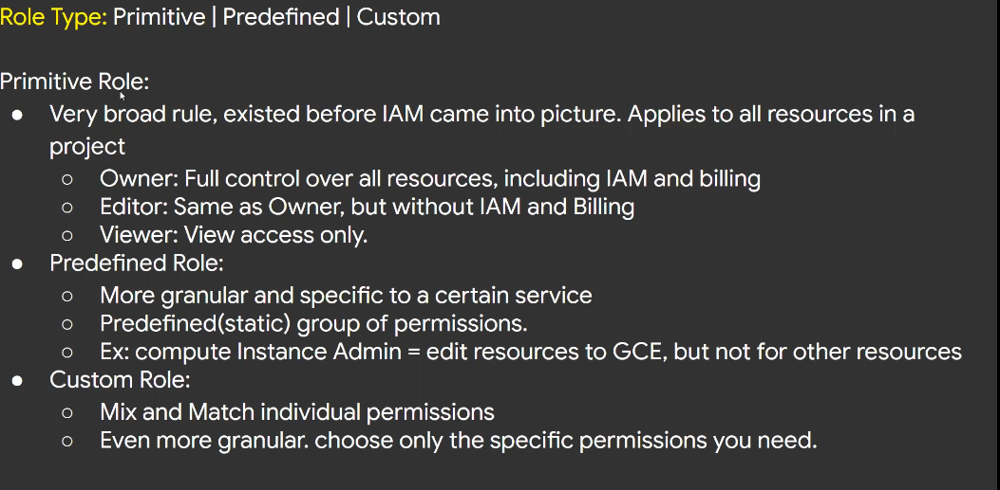 Role Type: Primitive | Predefined | Custom
Primitive Role:
● Very broad rule, existed before IAM came into picture. Applies to all resources in a
project
○ Owner: Full control over all resources, including IAM and billing
○ Editor: Same as Owner, but without IAM and Billing
○ Viewer: View access only.
● Predefined Role:
○ More granular and specific to a certain service
○ Predefined(static) group of permissions.
○ Ex: compute Instance Admin = edit resources to GCE, but not for other resources
● Custom Role:
○ Mix and Match individual permissions
○ Even more granular. choose only the specific permissions you need.